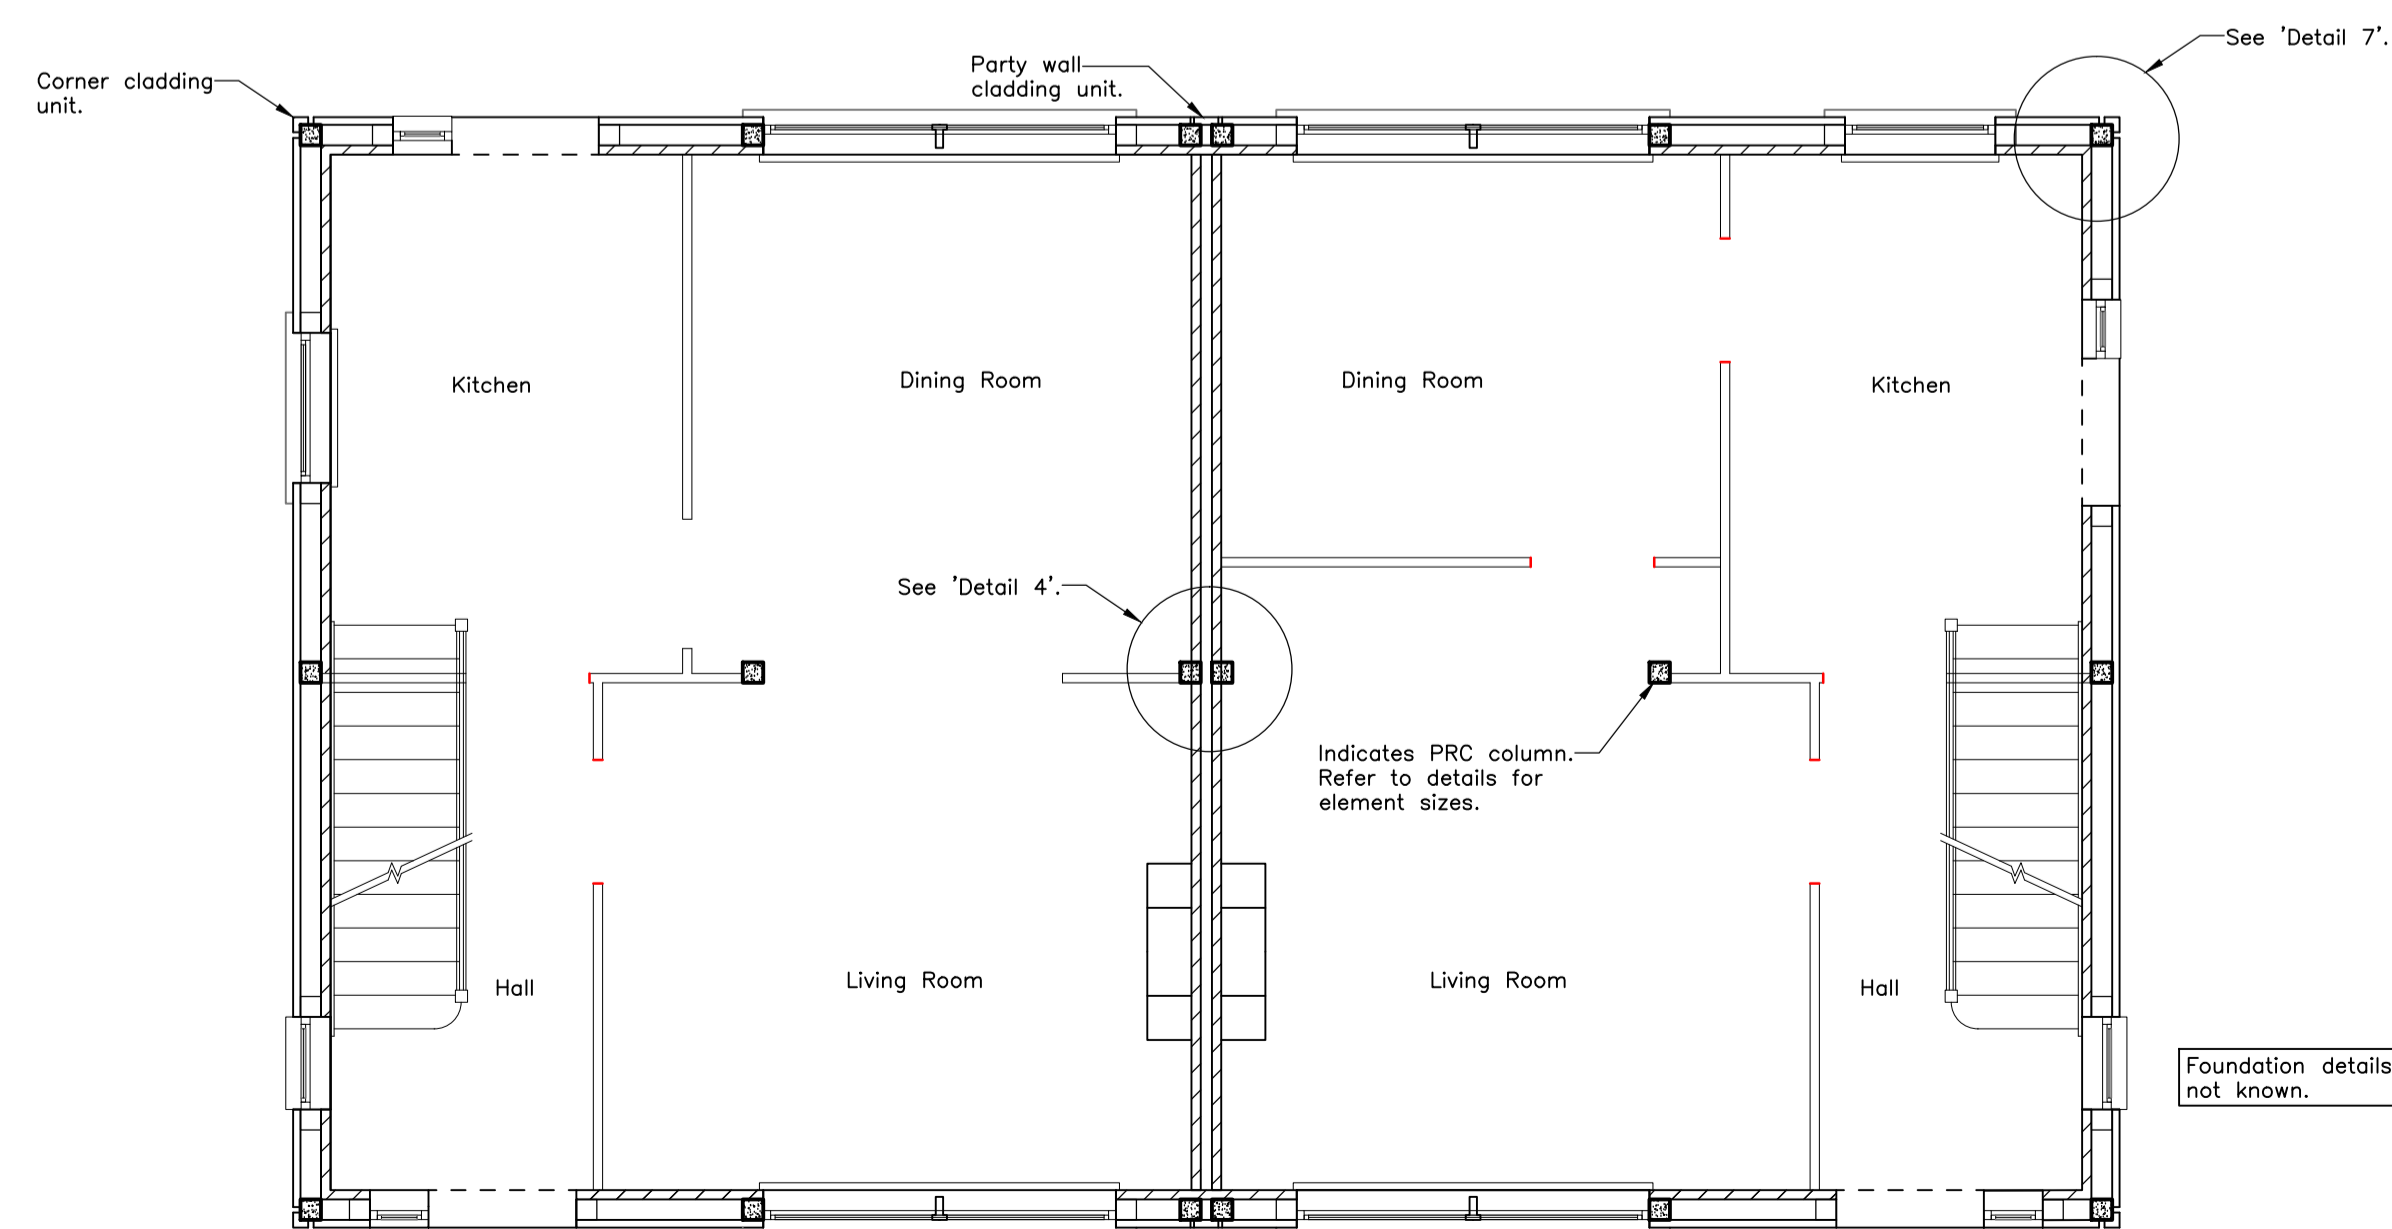 See 'Detail 7'.
Party wall
cladding unit.
Corner cladding
unit.
Kitchen
Dining Room
Dining Room
Kitchen
See 'Detail 4'.
Indicates PRC column.
Refer to details for
element sizes.
Hall
Living Room
Living Room
Hall
Foundation details
not known.